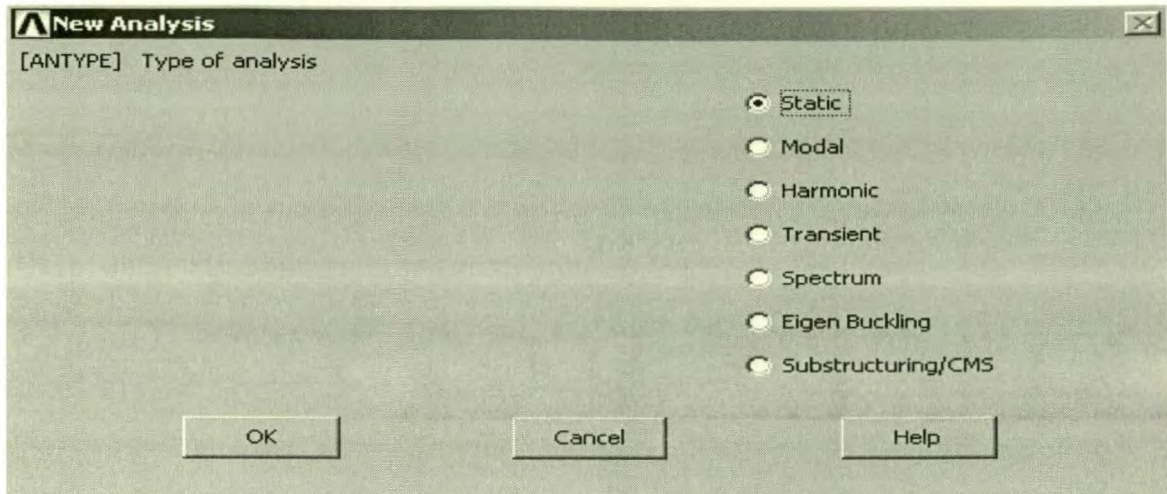 New Analysis
[ANTYPE] Type of analysis
Static
Modal
Harmonic
Transient
Spectrum
Eigen Buckling
Substructuring/CMS
OK Cancel Help